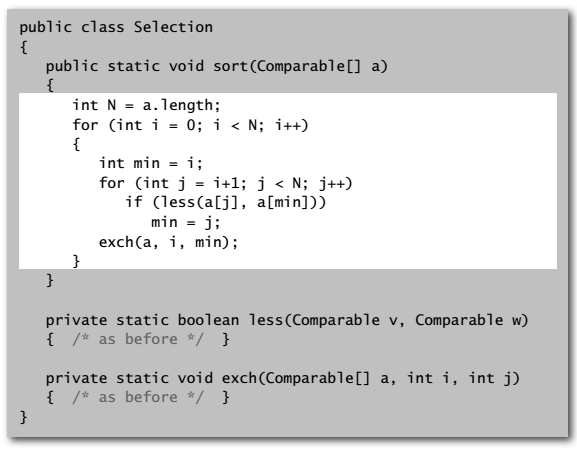 public class Selection
{
   public static void sort(Comparable[] a)
   {
      int N = a.length;
      for (int i = 0; i < N; i++)
      {
         int min = i;
         for (int j = i+1; j < N; j++)
            if (less(a[j], a[min]))
               min = j;
         exch(a, i, min);
      }
   }
   private static boolean less(Comparable v, Comparable w)
   {  /* as before */  }
   private static void exch(Comparable[] a, int i, int j)
   {  /* as before */  }
}